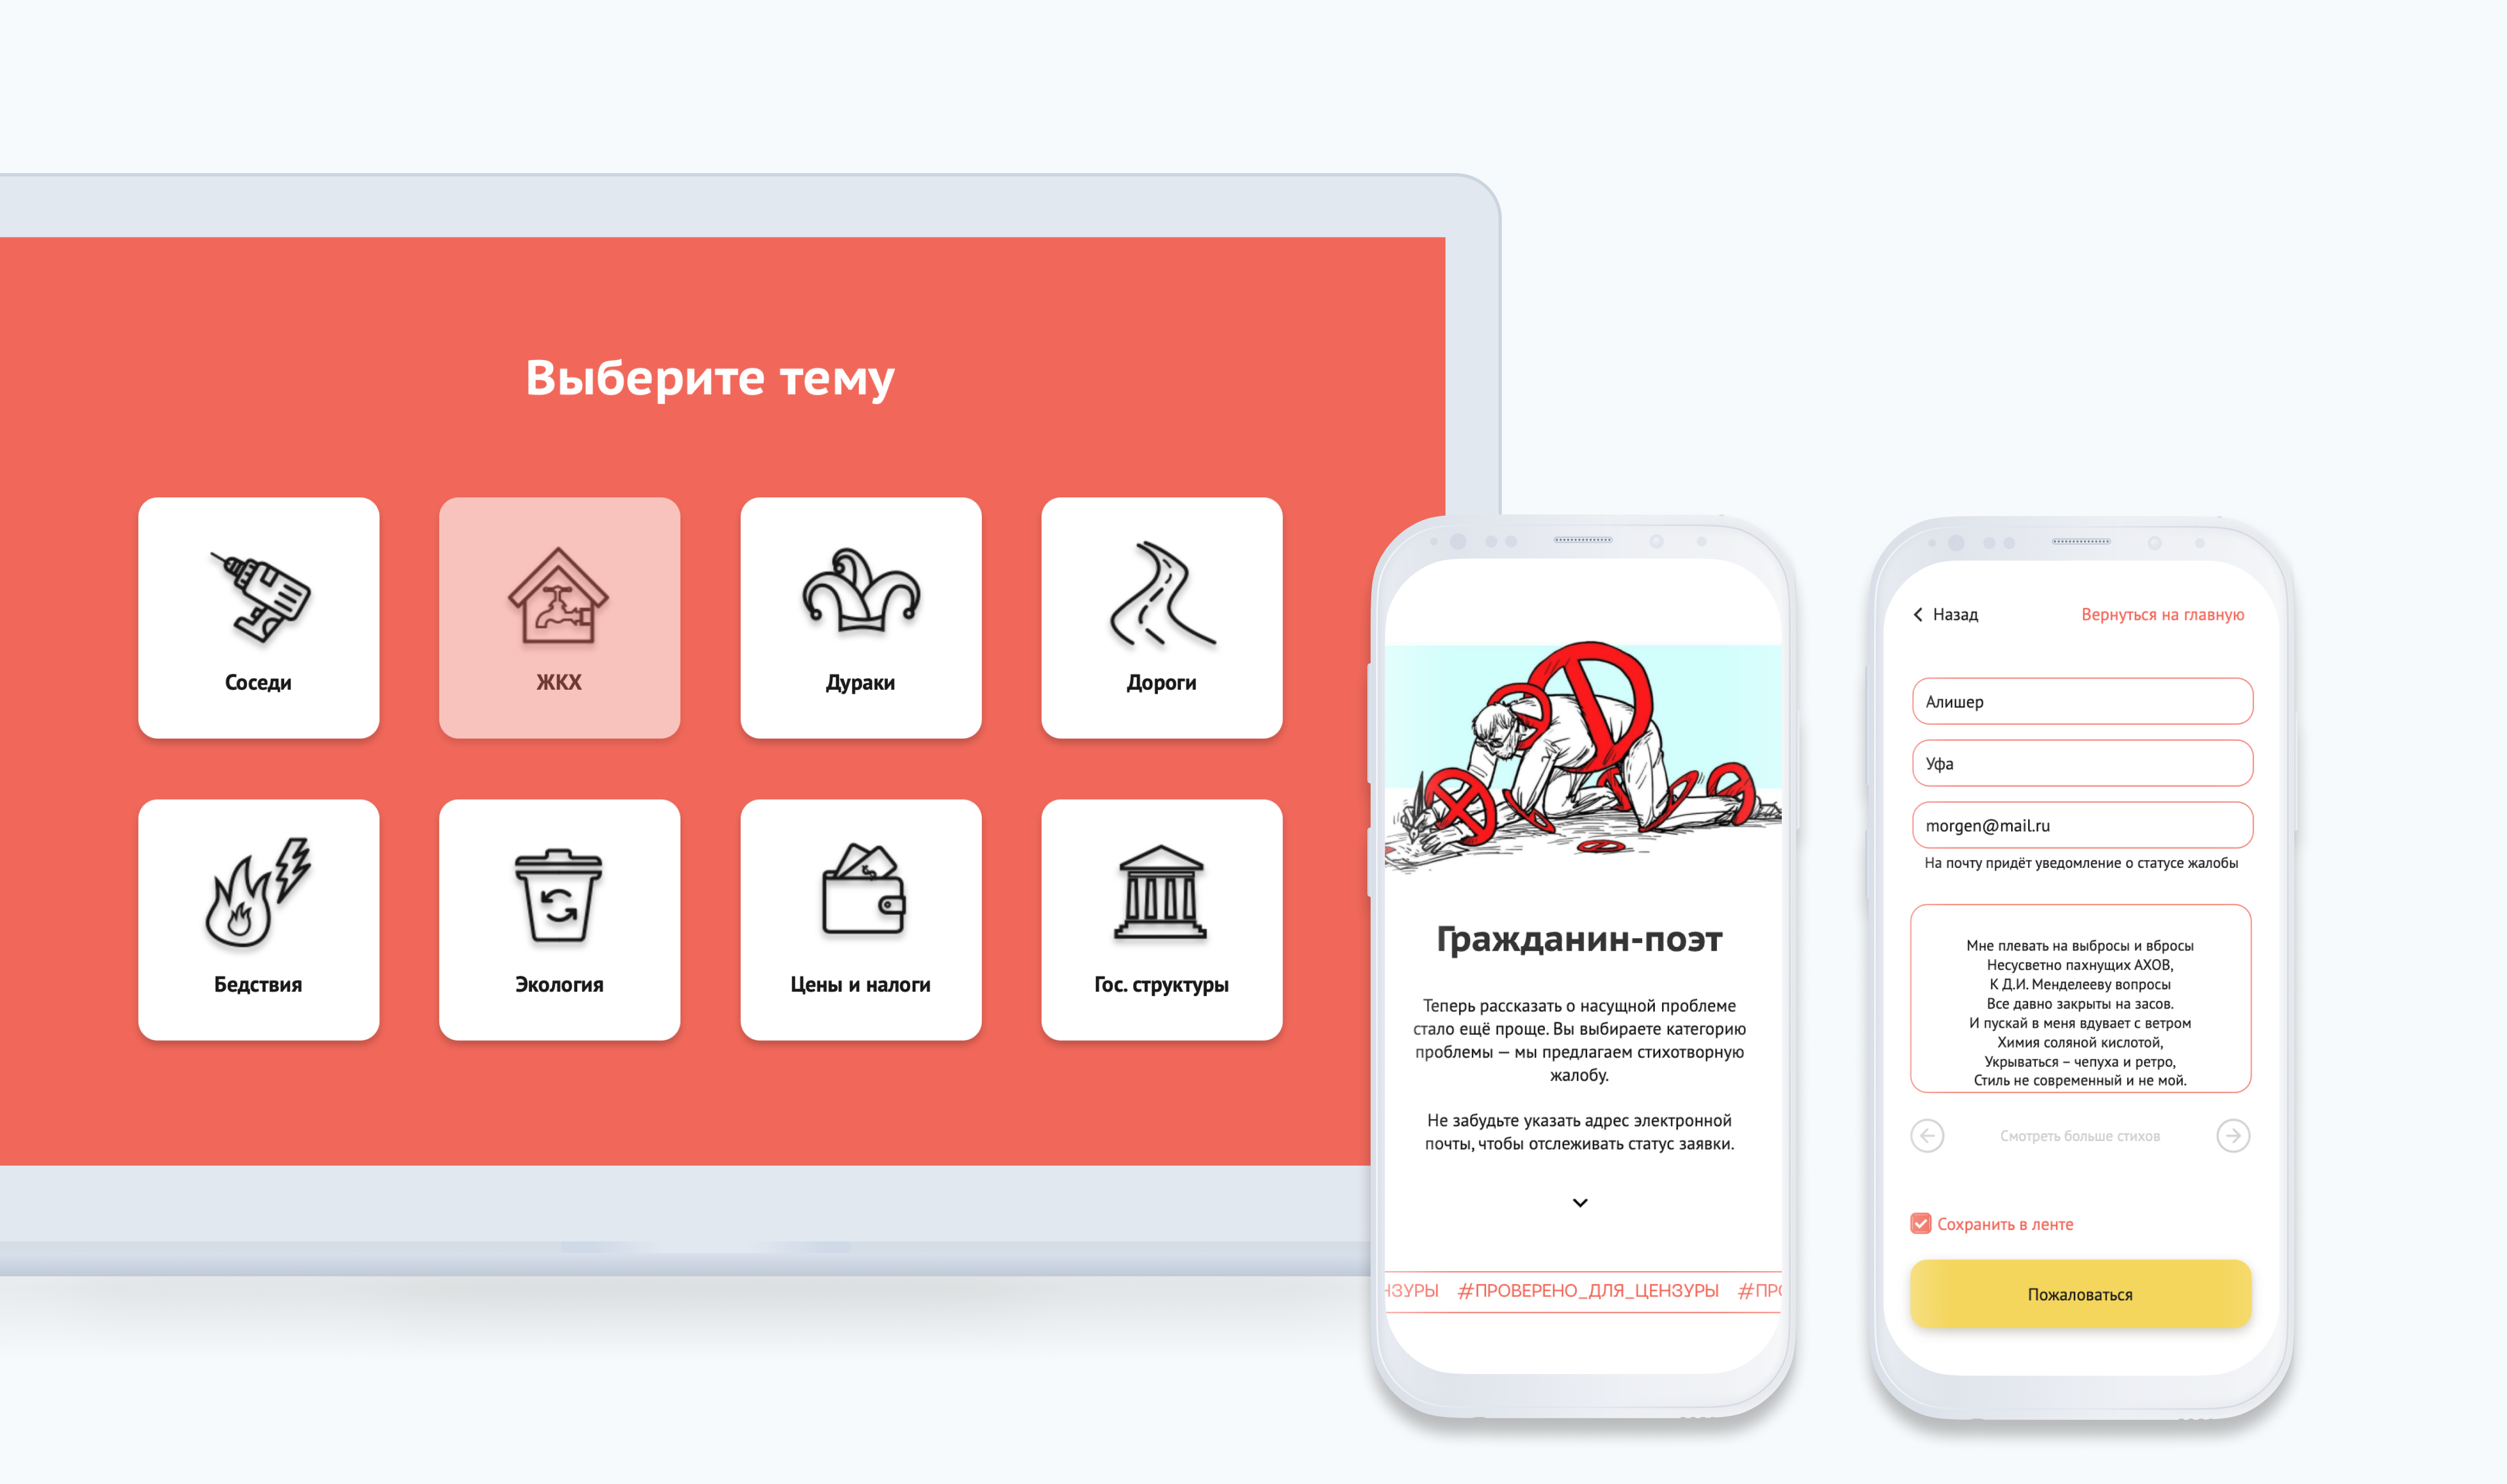 Выберите тему
Соседи
ЖКХ
Дураки
Дороги
Бедствия
Экология
Цены и налоги
Гос. структуры
Гражданин-поэт
Теперь рассказать о насущной проблеме
стало ещё проще. Вы выбираете категорию
проблемы — мы предлагаем стихотворную
жалобу.
Не забудьте указать адрес электронной
почты, чтобы отслеживать статус заявки.
НЗУРЫ #ПРОВЕРЕНО_ДЛЯ_ЦЕНЗУРЫ #ПРО
Назад
Вернуться на главную
Алишер
Уфа
morgen@mail.ru
На почту придёт уведомление о статусе жалобы
Мне плевать на выбросы и вбросы
Несусветно пахнущих АХОВ,
К Д.И. Менделееву вопросы
Все давно закрыты на засов.
И пускай в меня вдувает с ветром
Химия соляной кислотой,
Укрываться – чепуха и ретро,
Стиль не современный и не мой.
Смотреть больше стихов
Сохранить в ленте
Пожаловаться